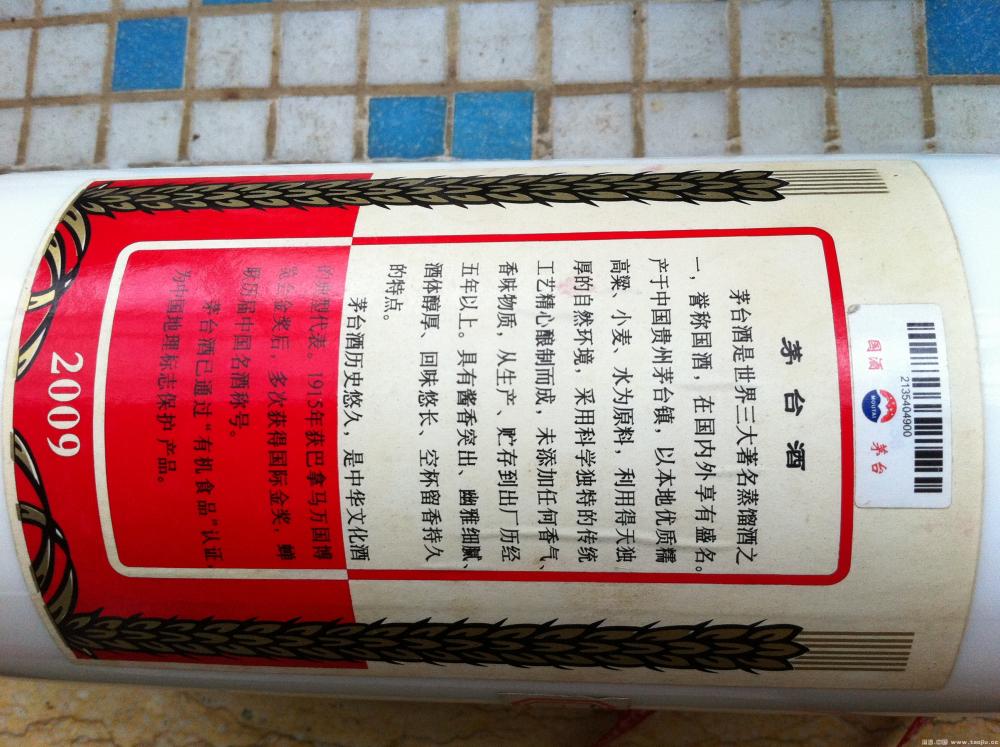 2135404900
国酒 茅台
MOUTAI
茅台酒
茅台酒是世界三大著名蒸馏酒之
一，誉称国酒，在国内外享有盛名。
产于中国贵州茅台镇，以本地优质糯
高粱、小麦、水为原料，利用得天独
厚的自然环境，采用科学独特的传统
工艺精心酿制而成，未添加任何香气、
香味物质，从生产、贮存到出厂历经
五年以上。具有酱香突出、幽雅细腻、
酒体醇厚、回味悠长、空杯留香持久
的特点。
茅台酒历史悠久，是中华文化酒
的典型代表。1915年获巴拿马万国博
览会金奖后，多次获得国际金奖，蝉
联历届中国名酒称号。
茅台酒已通过“有机食品”认证，
为中国地理标志保护产品。
2009
www.taojiu.cc